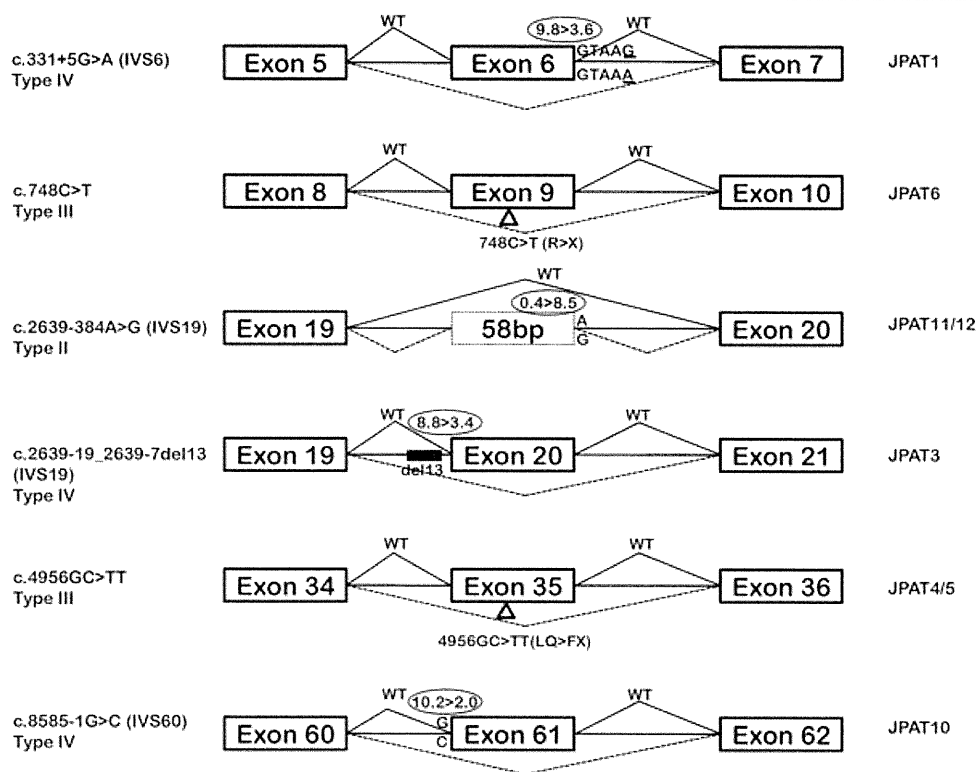 WT
9.8>3.6
WT
c.331+5G>A (IVS6)
Type IV
Exon 5
Exon 6
GTAAG
GTAAA
Exon 7
JPAT1
WT
WT
c.748C>T
Type III
Exon 8
Exon 9
Exon 10
JPAT6
748C>T (R>X)
WT
0.4>8.5
c.2639-384A>G (IVS19)
Type II
Exon 19
58bp
A
G
Exon 20
JPAT11/12
WT
8.8>3.4
WT
c.2639-19_2639-7del13
(IVS19)
Type IV
Exon 19
del13
Exon 20
Exon 21
JPAT3
WT
WT
c.4956GC>TT
Type III
Exon 34
Exon 35
Exon 36
JPAT4/5
4956GC>TT(LQ>FX)
WT
10.2>2.0
WT
c.8585-1G>C (IVS60)
Type IV
Exon 60
G
C
Exon 61
Exon 62
JPAT10